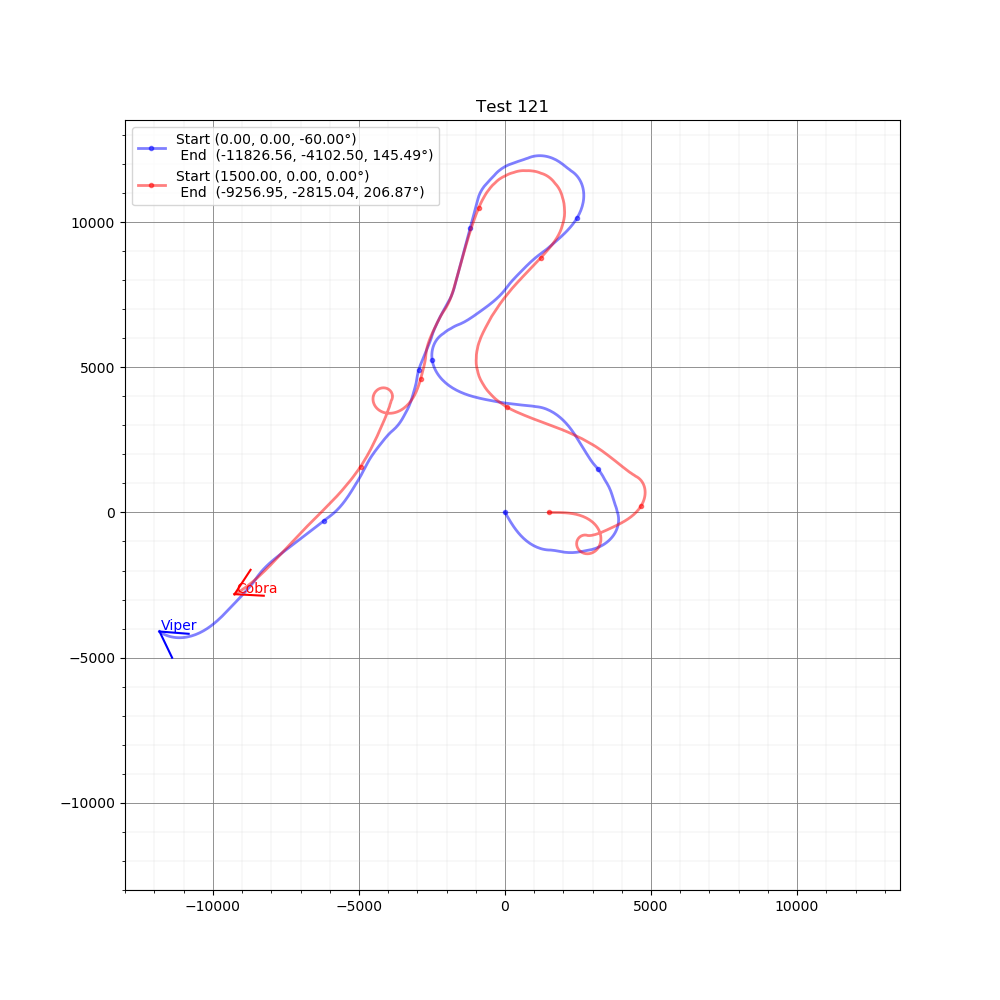 Test 121
Start (0.00, 0.00, -60.00°)
End (-11826.56, -4102.50, 145.49°)
Start (1500.00, 0.00, 0.00°)
End (-9256.95, -2815.04, 206.87°)
10000
5000
0
−5000
−10000
Cobra
Viper
−10000
−5000
0
5000
10000